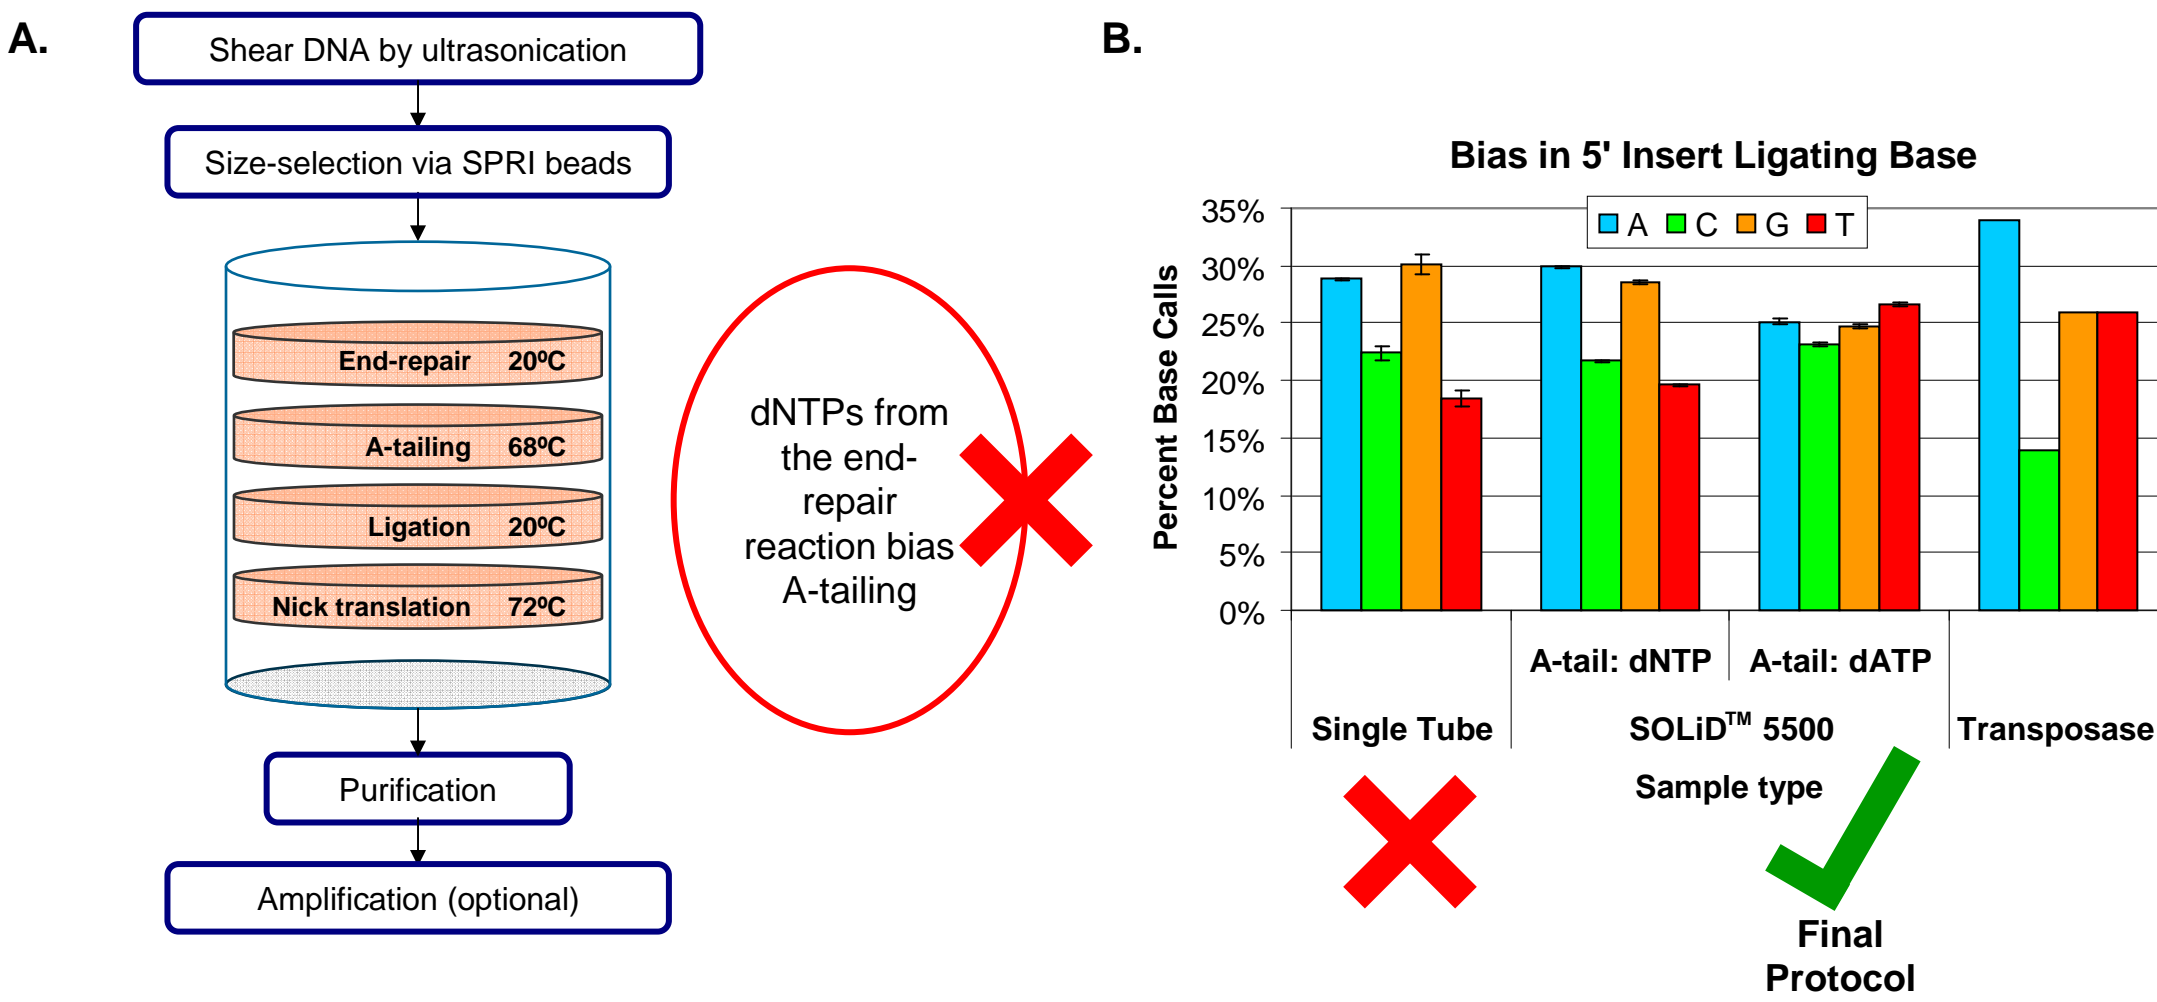 A.
Shear DNA by ultrasonication
Size-selection via SPRI beads
End-repair 20ºC
A-tailing 68ºC
Ligation 20ºC
Nick translation 72ºC
Purification
Amplification (optional)
dNTPs from
the end-
repair
reaction bias
A-tailing
B.
Bias in 5' Insert Ligating Base
A C G T
Percent Base Calls
35%
30%
25%
20%
15%
10%
5%
0%
A-tail: dNTP A-tail: dATP
Single Tube SOLiD™ 5500 Transposase
Sample type
Final
Protocol